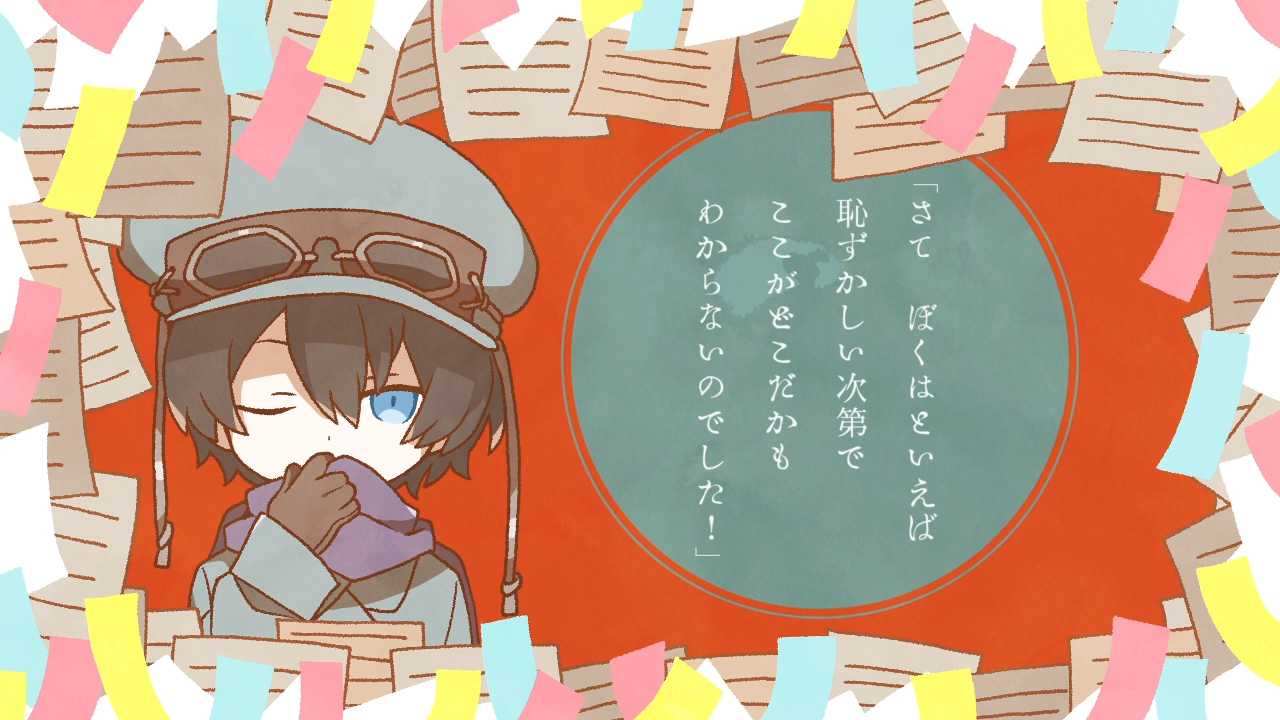 「さて　ぼくはといえば
恥ずかしい次第で
ここがどこだかも
わからないのでした！」